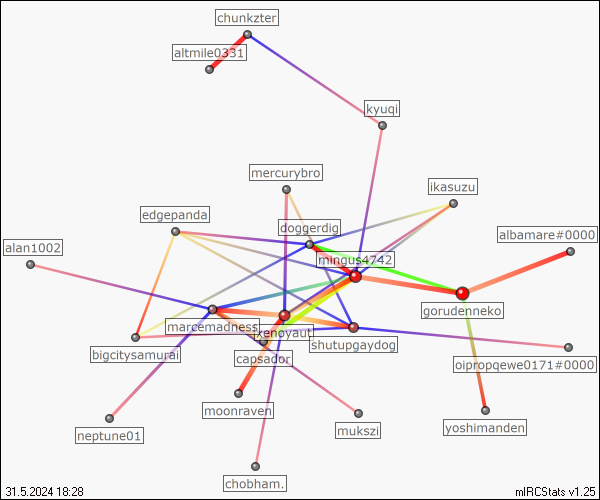 chunkzter
altmile0331
kyuqi
mercurybro
ikasuzu
edgepanda
doggerdig
albamare#0000
alan1002
mingus4742
gorudenneko
marcemadness
xenoyaut
shutupgaydog
bigcitysamurai
capsador
oipropqewe0171#0000
moonraven
mukszi
yoshimanden
neptune01
chobham.
31.5.2024 18:28
mIRCStats v1.25